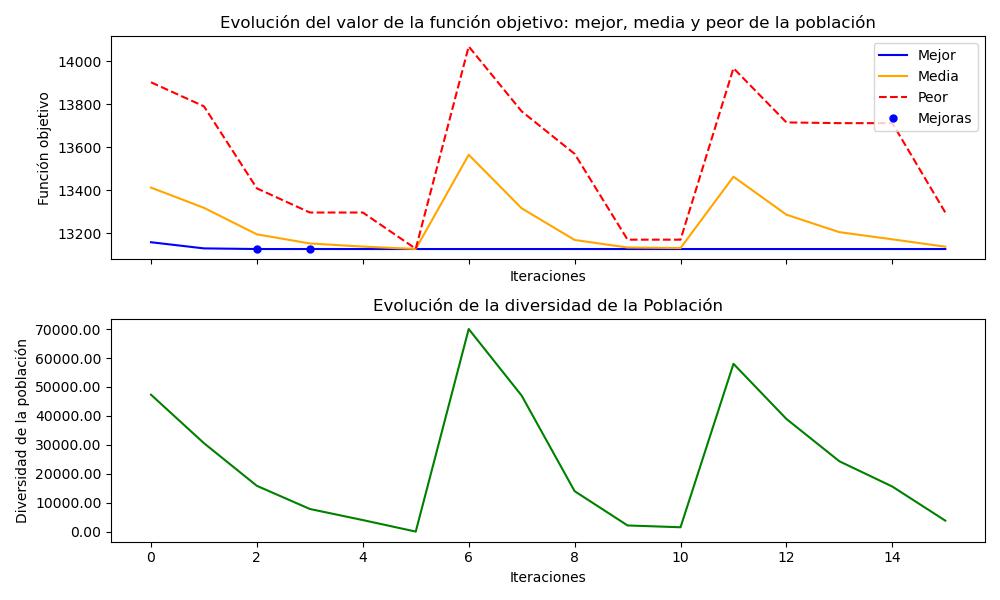 Evolución del valor de la función objetivo: mejor, media y peor de la población
Función objetivo
14000
13800
13600
13400
13200
Mejor
Media
Peor
Mejoras
Iteraciones
Evolución de la diversidad de la Población
Diversidad de la población
70000.00
60000.00
50000.00
40000.00
30000.00
20000.00
10000.00
0.00
0 2 4 6 8 10 12 14
Iteraciones